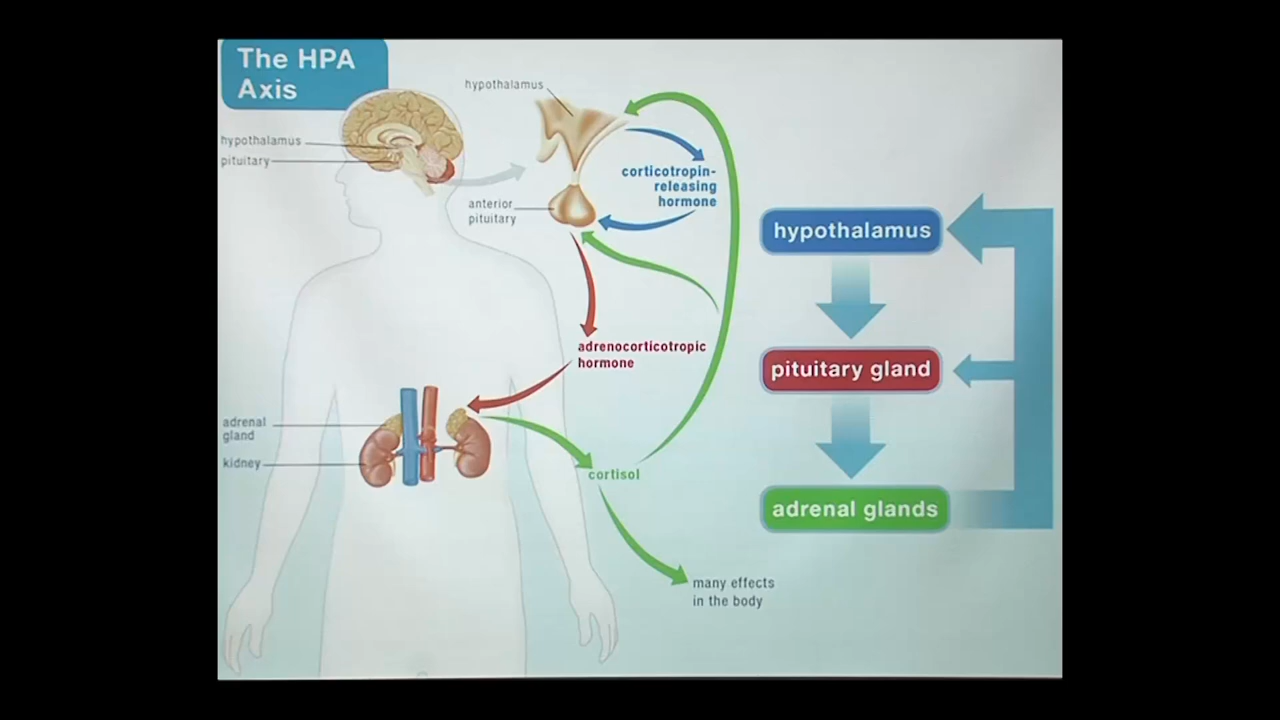 The HPA
Axis
hypothalamus
pituitary
hypothalamus
corticotropin-
releasing
hormone
anterior
pituitary
adrenocorticotropic
hormone
adrenal
gland
kidney
cortisol
many effects
in the body
hypothalamus
pituitary gland
adrenal glands